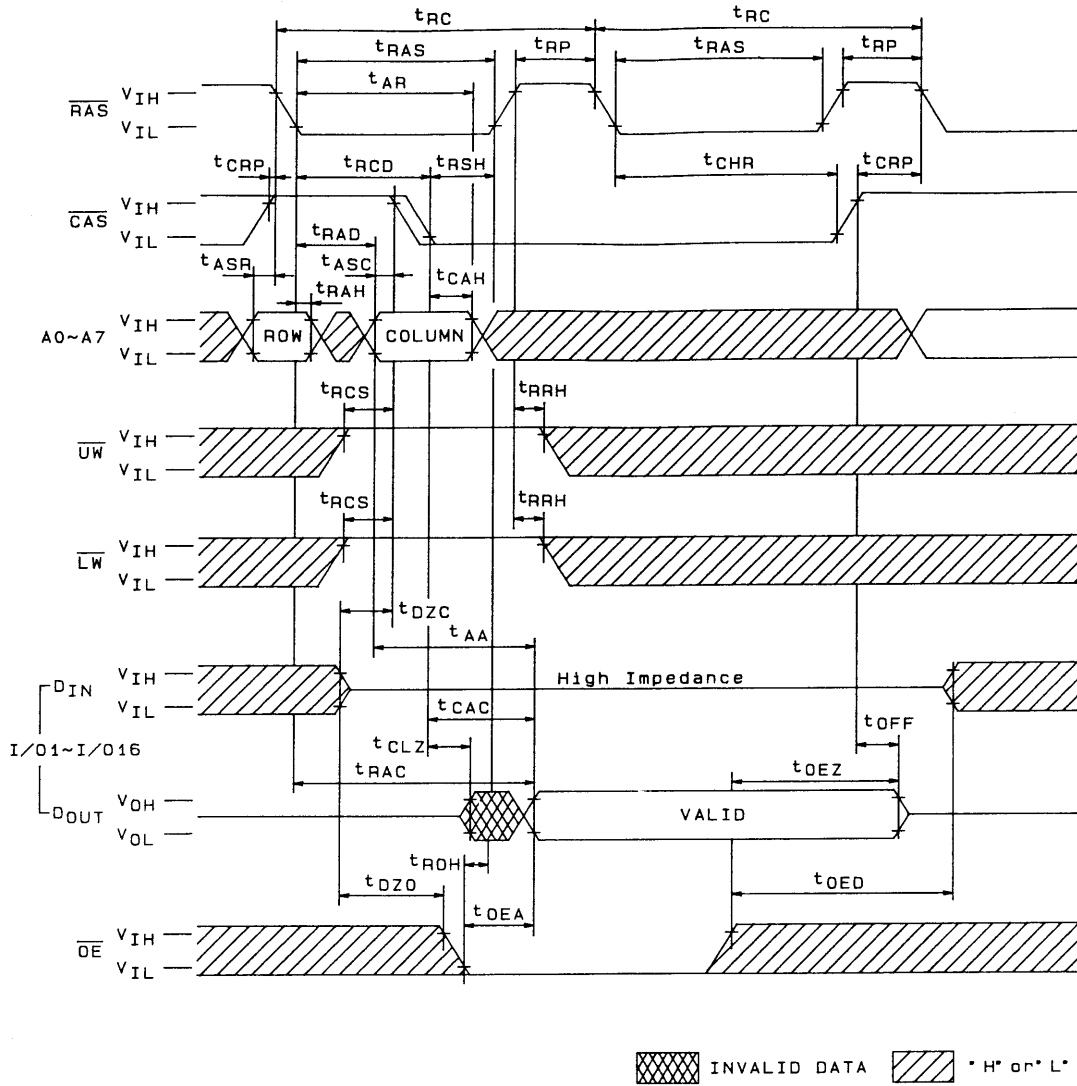 tRC tRC
tRAS tRP tRAS tRP
tAR
RAS VIH
VIL
tCRP tRCD tRSH tCHR tCRP
CAS VIH
VIL
tRAD
tASR tASC tCAH
tRAH
A0~A7 VIH
VIL
ROW COLUMN
tRCS tRRH
UW VIH
VIL
tRCS tRRH
LW VIH
VIL
tDZC
tAA
DIN VIH
VIL
High Impedance
tCAC tOFF
I/O1~I/O16
tCLZ
tRAC tOEZ
DOUT VOH
VOL
VALID
tROH
tDZO tOED
tOEA
OE VIH
VIL
INVALID DATA "H" or "L"